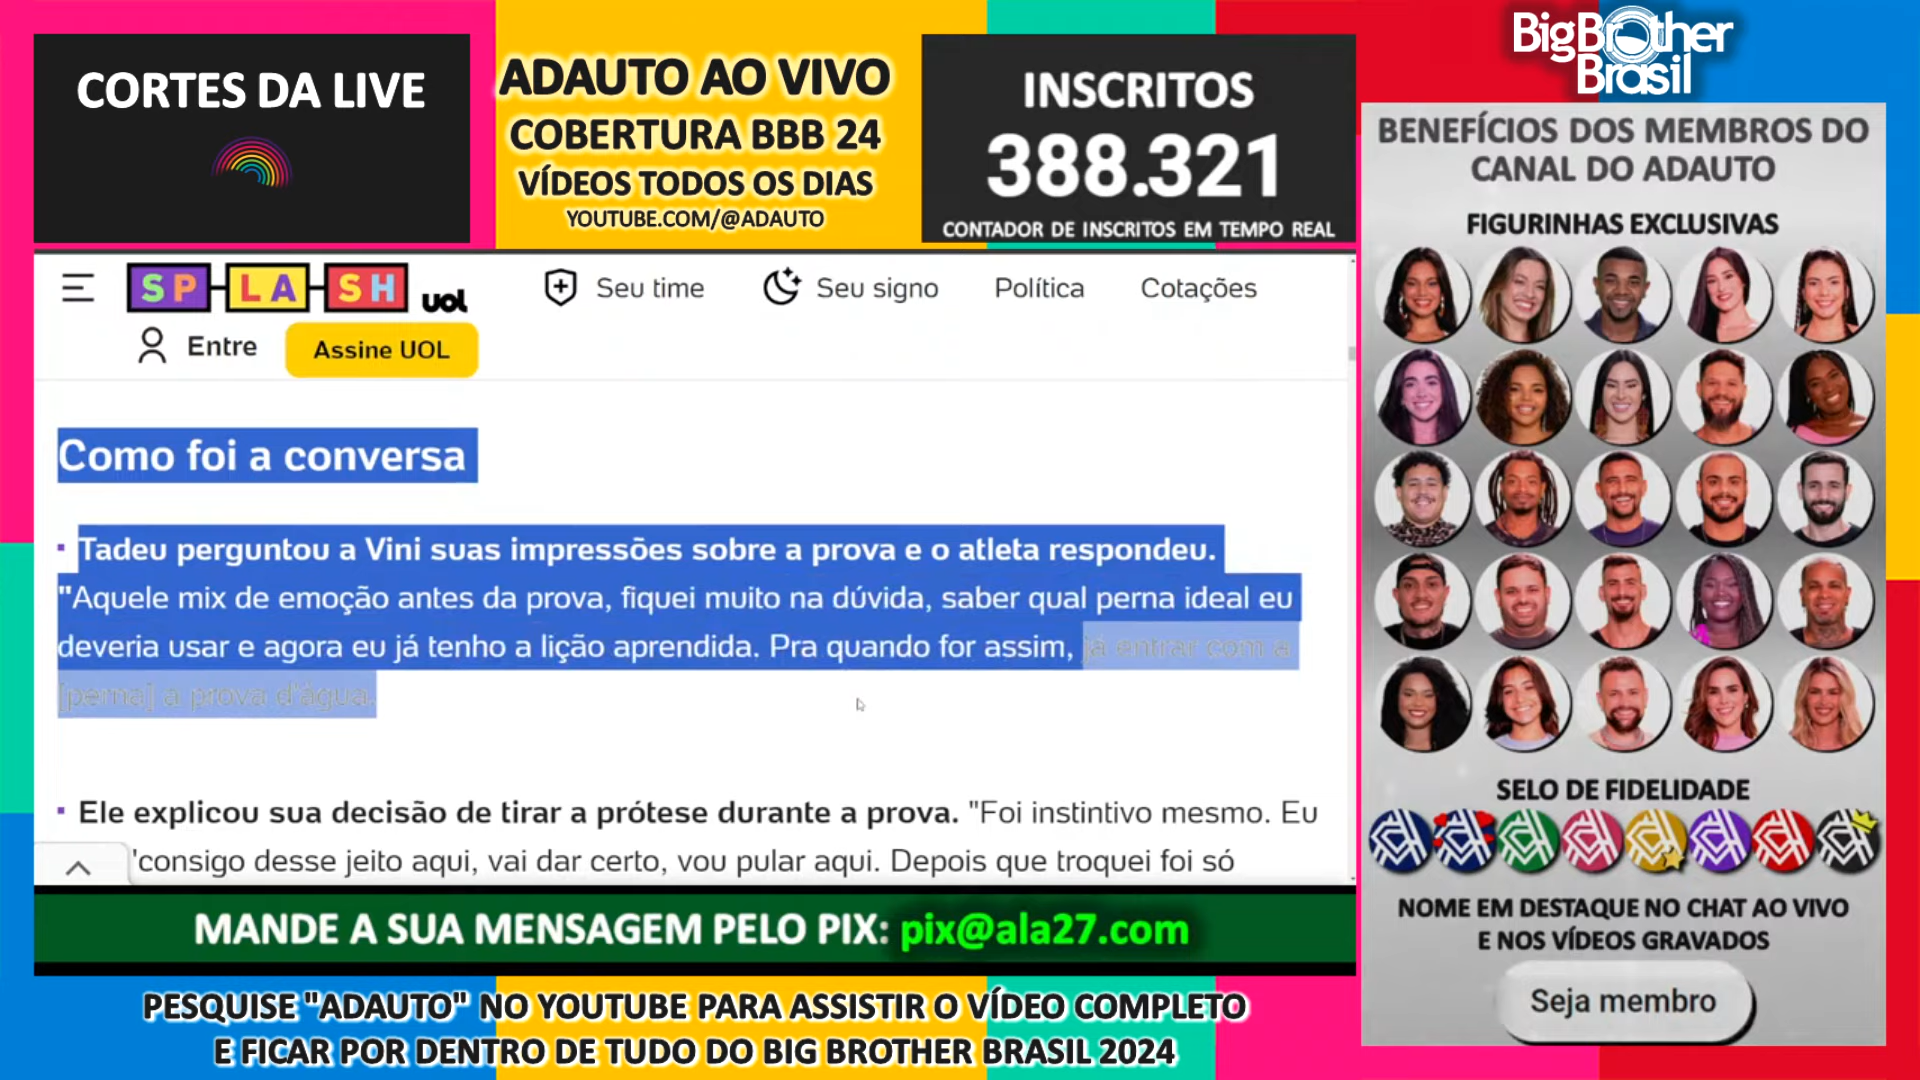 CORTES DA LIVE
ADAUTO AO VIVO
COBERTURA BBB 24
VÍDEOS TODOS OS DIAS
YOUTUBE.COM/@ADAUTO
INSCRITOS
388.321
CONTADOR DE INSCRITOS EM TEMPO REAL
BigBrother
Brasil
BENEFÍCIOS DOS MEMBROS DO
CANAL DO ADAUTO
FIGURINHAS EXCLUSIVAS
SPLASH uol
Seu time
Seu signo
Política
Cotações
Entre
Assine UOL
Como foi a conversa
Tadeu perguntou a Vini suas impressões sobre a prova e o atleta respondeu.
"Aquele mix de emoção antes da prova, fiquei muito na dúvida, saber qual perna ideal eu
deveria usar e agora eu já tenho a lição aprendida. Pra quando for assim, já entrar com a
[perna] a prova d'água.
Ele explicou sua decisão de tirar a prótese durante a prova. "Foi instintivo mesmo. Eu
'consigo desse jeito aqui, vai dar certo, vou pular aqui. Depois que troquei foi só
SELO DE FIDELIDADE
NOME EM DESTAQUE NO CHAT AO VIVO
E NOS VÍDEOS GRAVADOS
Seja membro
MANDE A SUA MENSAGEM PELO PIX: pix@ala27.com
PESQUISE "ADAUTO" NO YOUTUBE PARA ASSISTIR O VÍDEO COMPLETO
E FICAR POR DENTRO DE TUDO DO BIG BROTHER BRASIL 2024